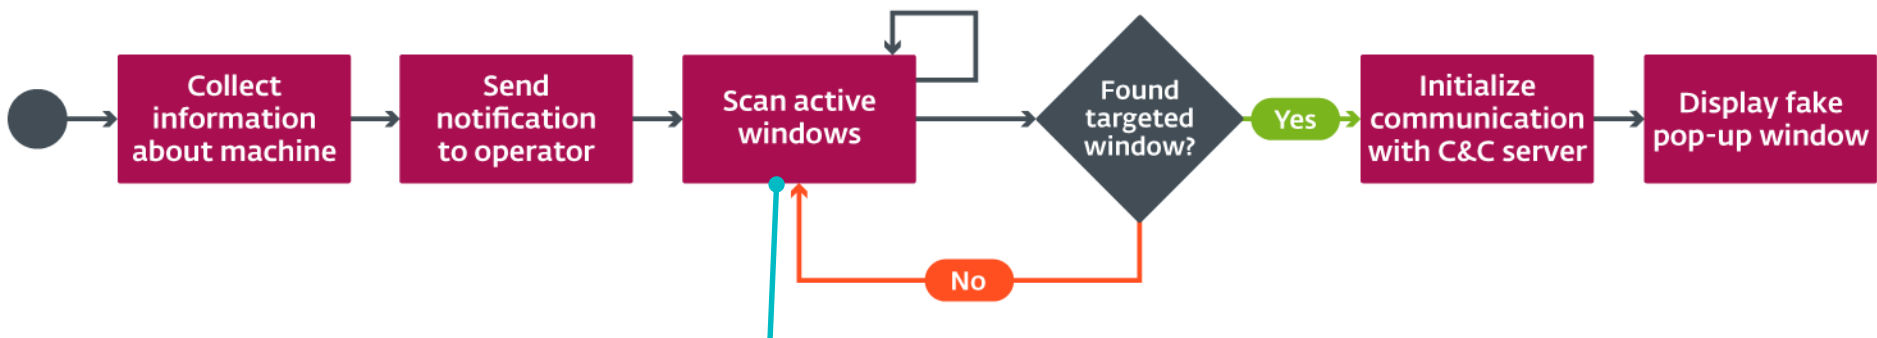 Collect
information
about machine
Send
notification
to operator
Scan active
windows
Found
targeted
window?
Yes
No
Initialize
communication
with C&C server
Display fake
pop-up window